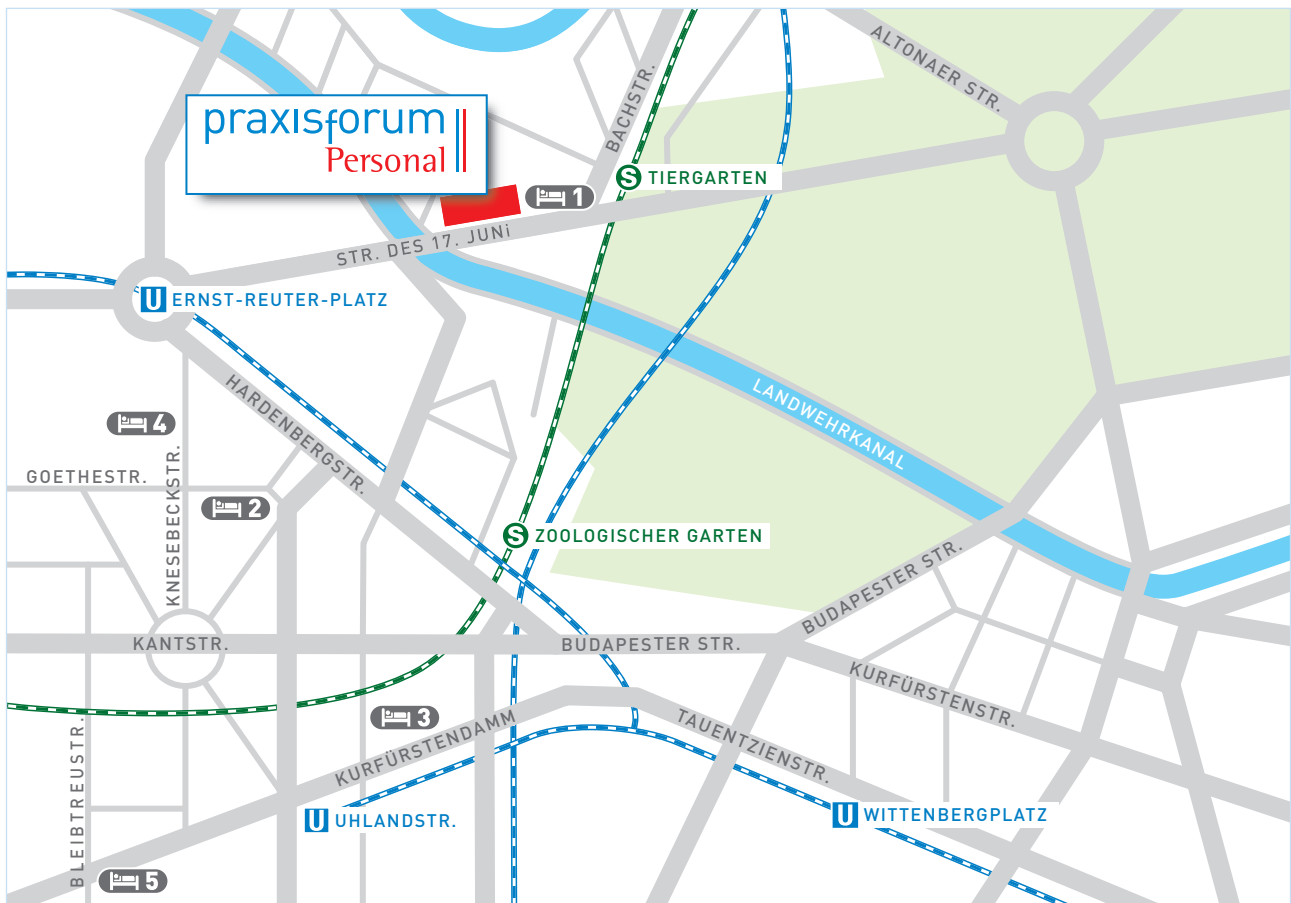 ALTONAER STR.
BACHSTR.
praxisforum
Personal
S TIERGARTEN
1
STR. DES 17. JUNi
U ERNST-REUTER-PLATZ
HARDENBERGSTR.
LANDWEHRKANAL
4
GOETHESTR.
KNESEBECKSTR.
2
S ZOOLOGISCHER GARTEN
BUDAPESTER STR.
KANTSTR.
BUDAPESTER STR.
KURFÜRSTENSTR.
3
KURFÜRSTENDAMM
TAUENTZIENSTR.
BLEIBTREUSTR.
U UHLANDSTR.
U WITTENBERGPLATZ
5